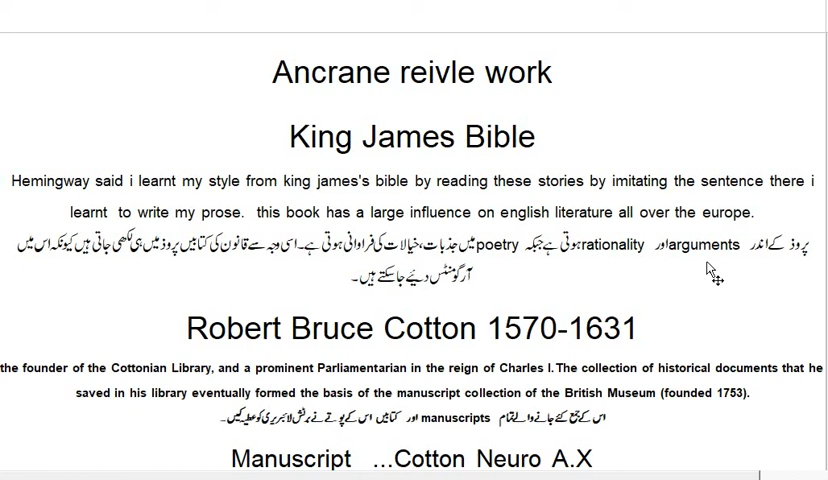 Ancrane reivle work
King James Bible
Hemingway said i learnt my style from king james's bible by reading these stories by imitating the sentence there i
learnt to write my prose. this book has a large influence on english literature all over the europe.
پروذ کے اندر arguments اور rationality ہوتی ہے جبکہ poetry میں جذبات، خیالات کی فراوانی ہوتی ہے۔ اسی وجہ سے قانون کی کتابیں پروذ میں ہی لکھی جاتی ہیں کیونکہ اس میں
آرگومنٹس دیئے جاسکتے ہیں۔
Robert Bruce Cotton 1570-1631
the founder of the Cottonian Library, and a prominent Parliamentarian in the reign of Charles I. The collection of historical documents that he
saved in his library eventually formed the basis of the manuscript collection of the British Museum (founded 1753).
اس کے جمع کئے جانے والے تمام manuscripts اور کتابیں اس کے پوتے نے برٹش لائبریری کو عطیہ کیں۔
Manuscript ...Cotton Neuro A.X